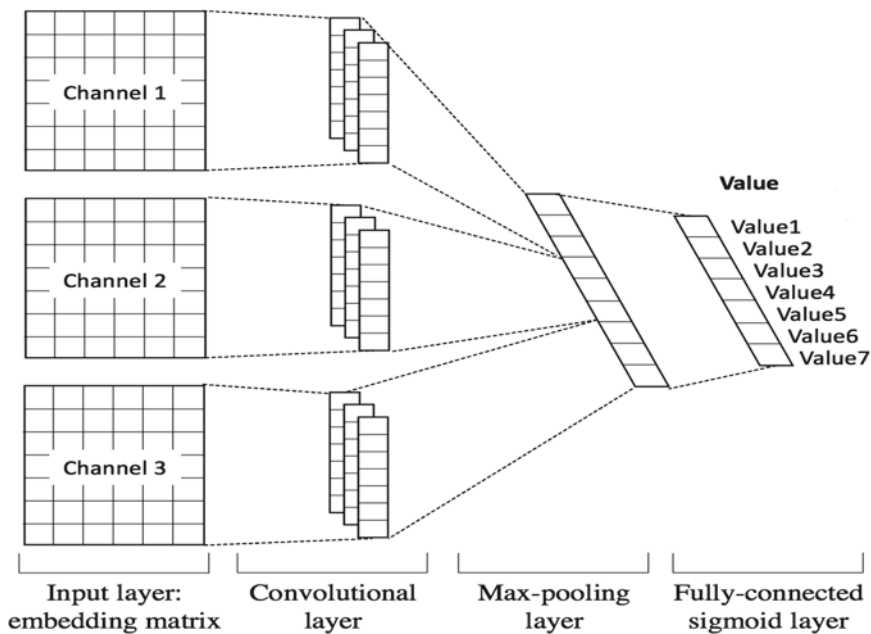 Channel 1
Channel 2
Channel 3
Value
Value1
Value2
Value3
Value4
Value5
Value6
Value7
Input layer:
embedding matrix
Convolutional
layer
Max-pooling
layer
Fully-connected
sigmoid layer